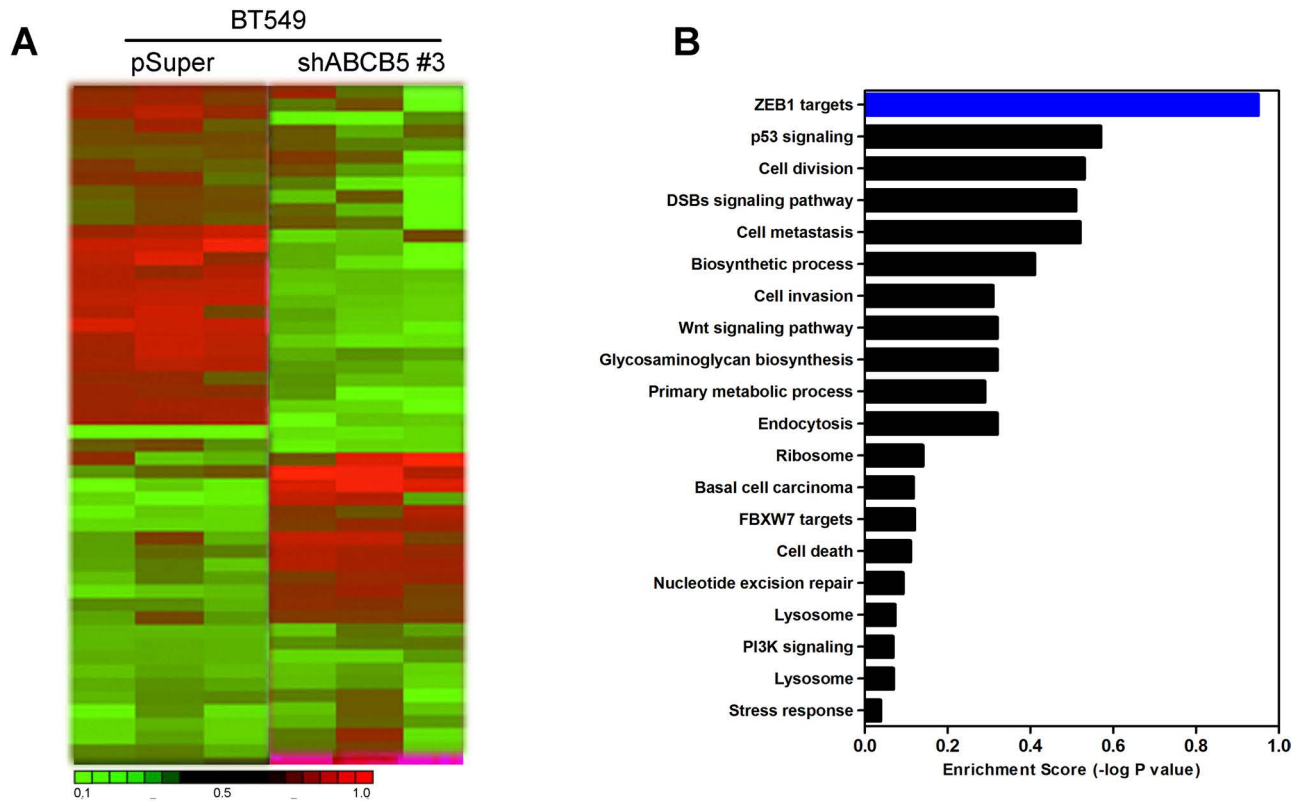 A
BT549
pSuper
shABCB5 #3
0,1
_
0.5
_
1.0
B
ZEB1 targets
p53 signaling
Cell division
DSBs signaling pathway
Cell metastasis
Biosynthetic process
Cell invasion
Wnt signaling pathway
Glycosaminoglycan biosynthesis
Primary metabolic process
Endocytosis
Ribosome
Basal cell carcinoma
FBXW7 targets
Cell death
Nucleotide excision repair
Lysosome
PI3K signaling
Lysosome
Stress response
0.0 0.2 0.4 0.6 0.8 1.0
Enrichment Score (-log P value)